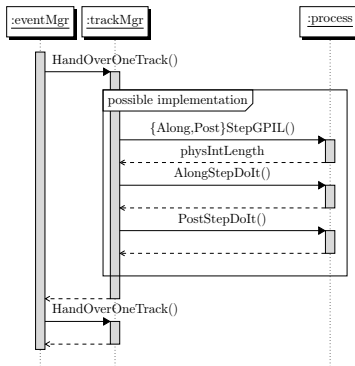 :eventMgr :trackMgr :process
HandOverOneTrack()
possible implementation
{Along,Post}StepGPIL()
physIntLength
AlongStepDoIt()
PostStepDoIt()
HandOverOneTrack()